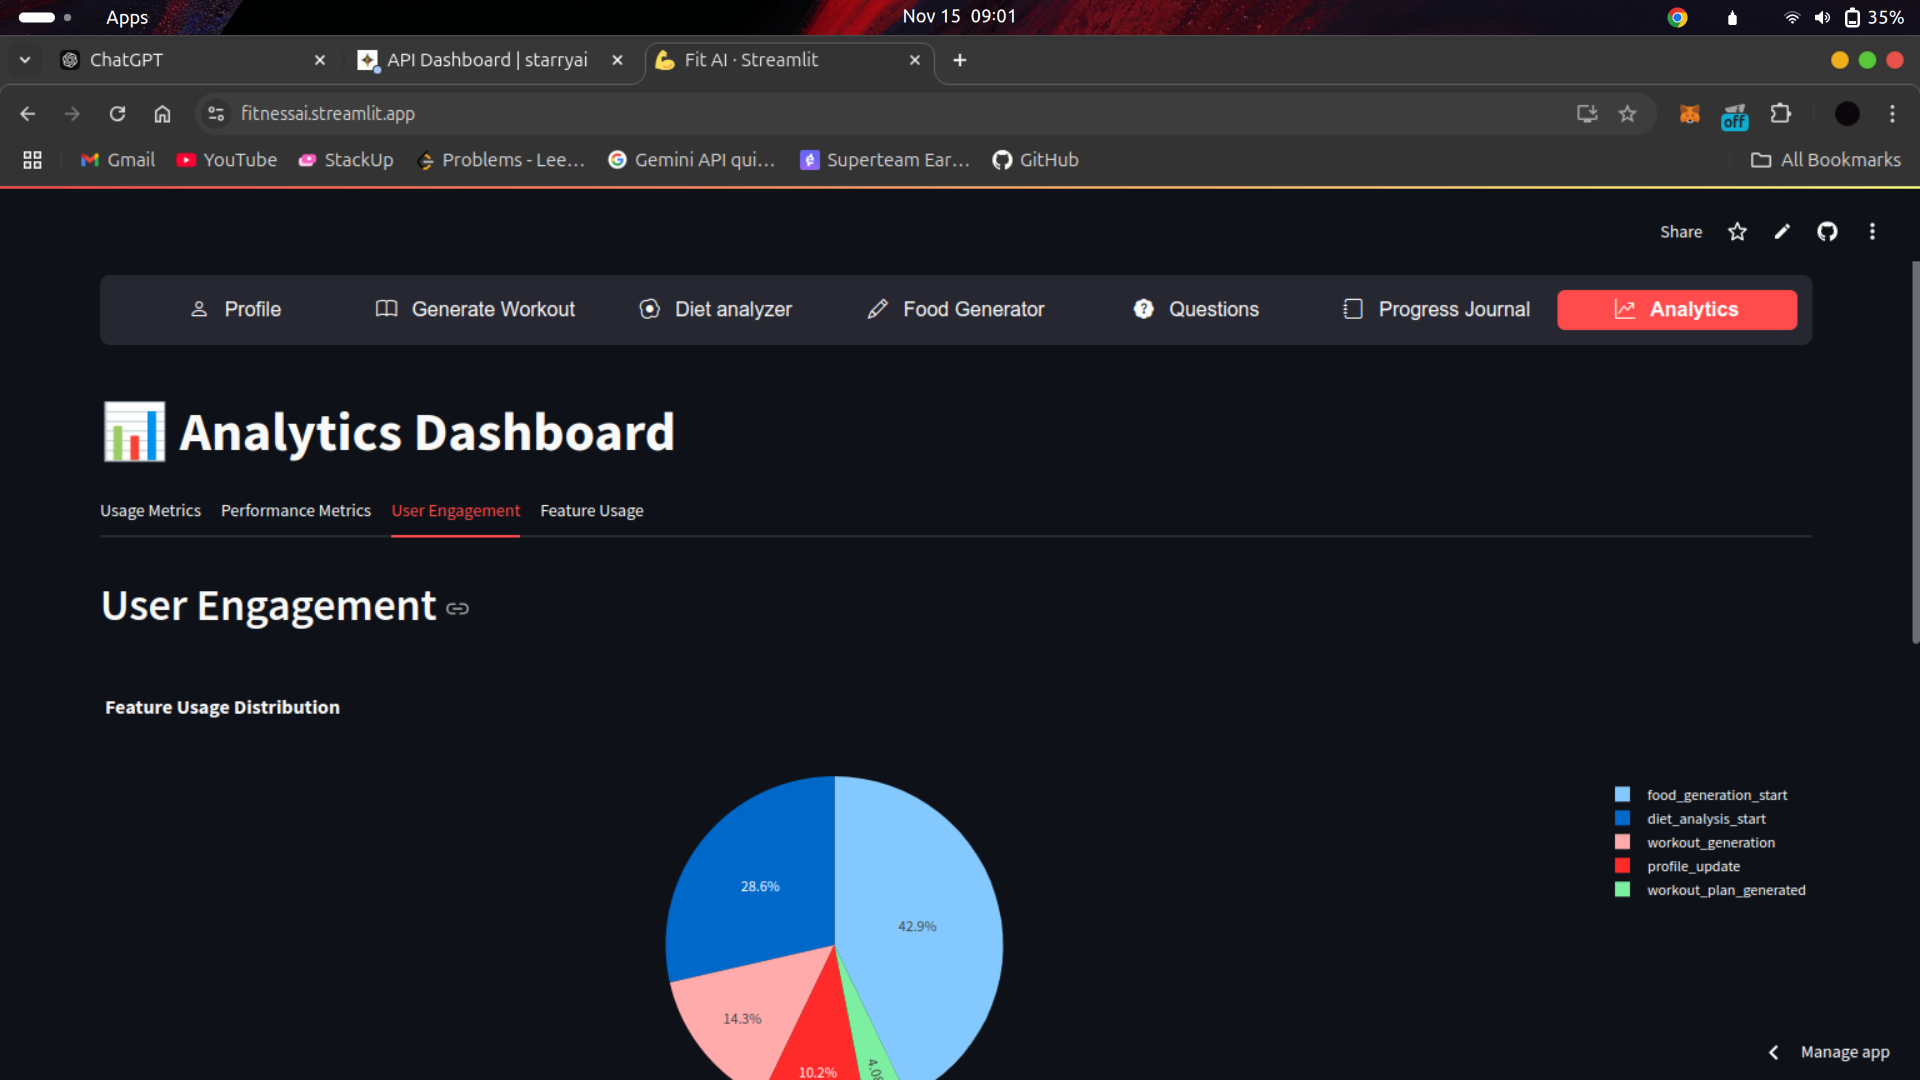 Apps
Nov 15 09:01
35%
ChatGPT
API Dashboard | starryai
Fit AI · Streamlit
fitnessai.streamlit.app
off
Gmail
YouTube
StackUp
Problems - Lee...
Gemini API qui...
Superteam Ear...
GitHub
All Bookmarks
Share
Profile
Generate Workout
Diet analyzer
Food Generator
Questions
Progress Journal
Analytics
Analytics Dashboard
Usage Metrics
Performance Metrics
User Engagement
Feature Usage
User Engagement
Feature Usage Distribution
food_generation_start
diet_analysis_start
workout_generation
profile_update
workout_plan_generated
28.6%
42.9%
14.3%
10.2%
Manage app